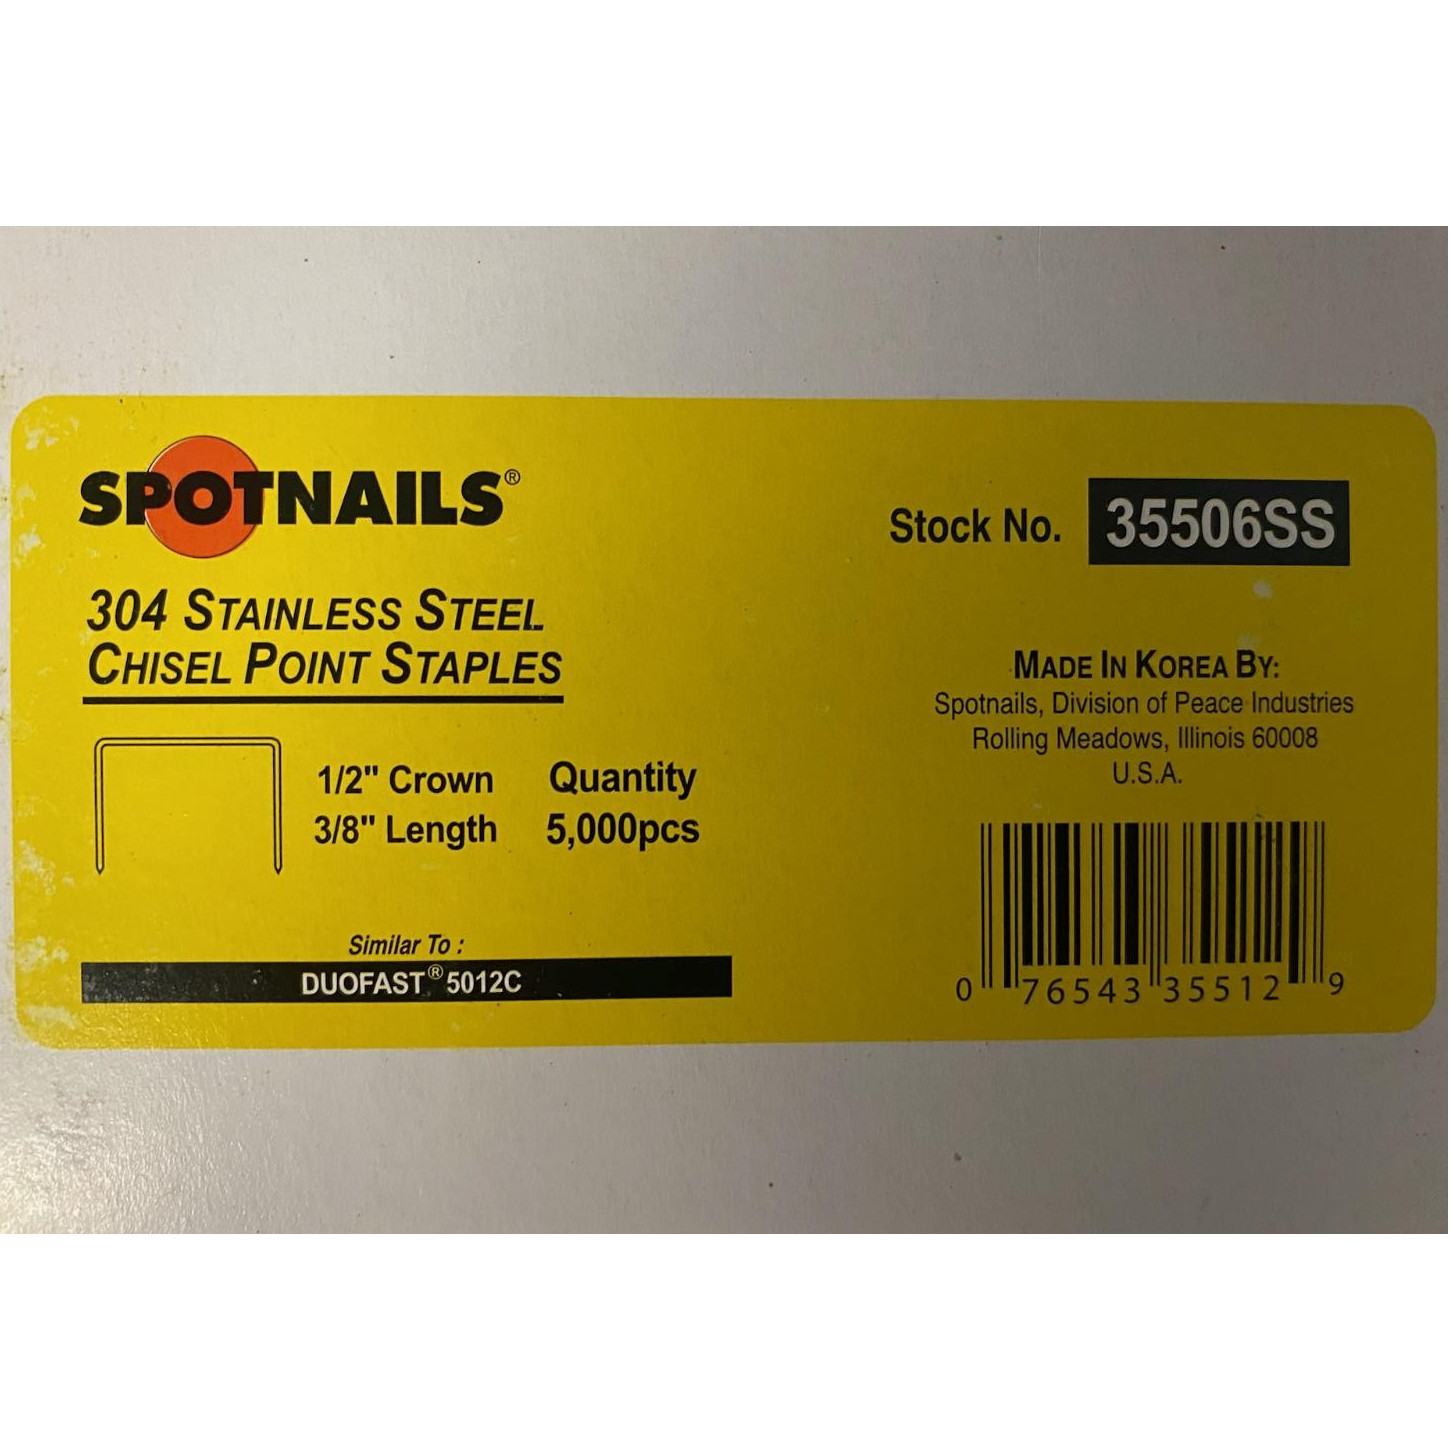 SPOTNAILS®
Stock No. 35506SS
304 STAINLESS STEEL
CHISEL POINT STAPLES
1/2" Crown
3/8" Length
Quantity
5,000pcs
Similar To :
DUOFAST® 5012C
MADE IN KOREA BY:
Spotnails, Division of Peace Industries
Rolling Meadows, Illinois 60008
U.S.A.
0 76543 35512 9